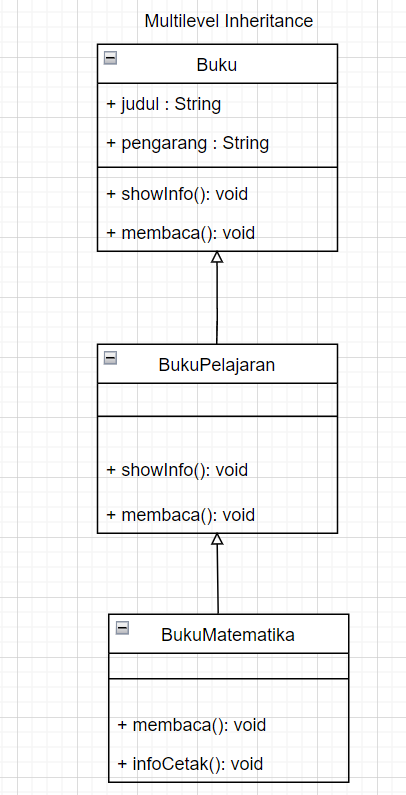 Multilevel Inheritance
Buku
+ judul : String
+ pengarang : String
+ showInfo(): void
+ membaca(): void
BukuPelajaran
+ showInfo(): void
+ membaca(): void
BukuMatematika
+ membaca(): void
+ infoCetak(): void